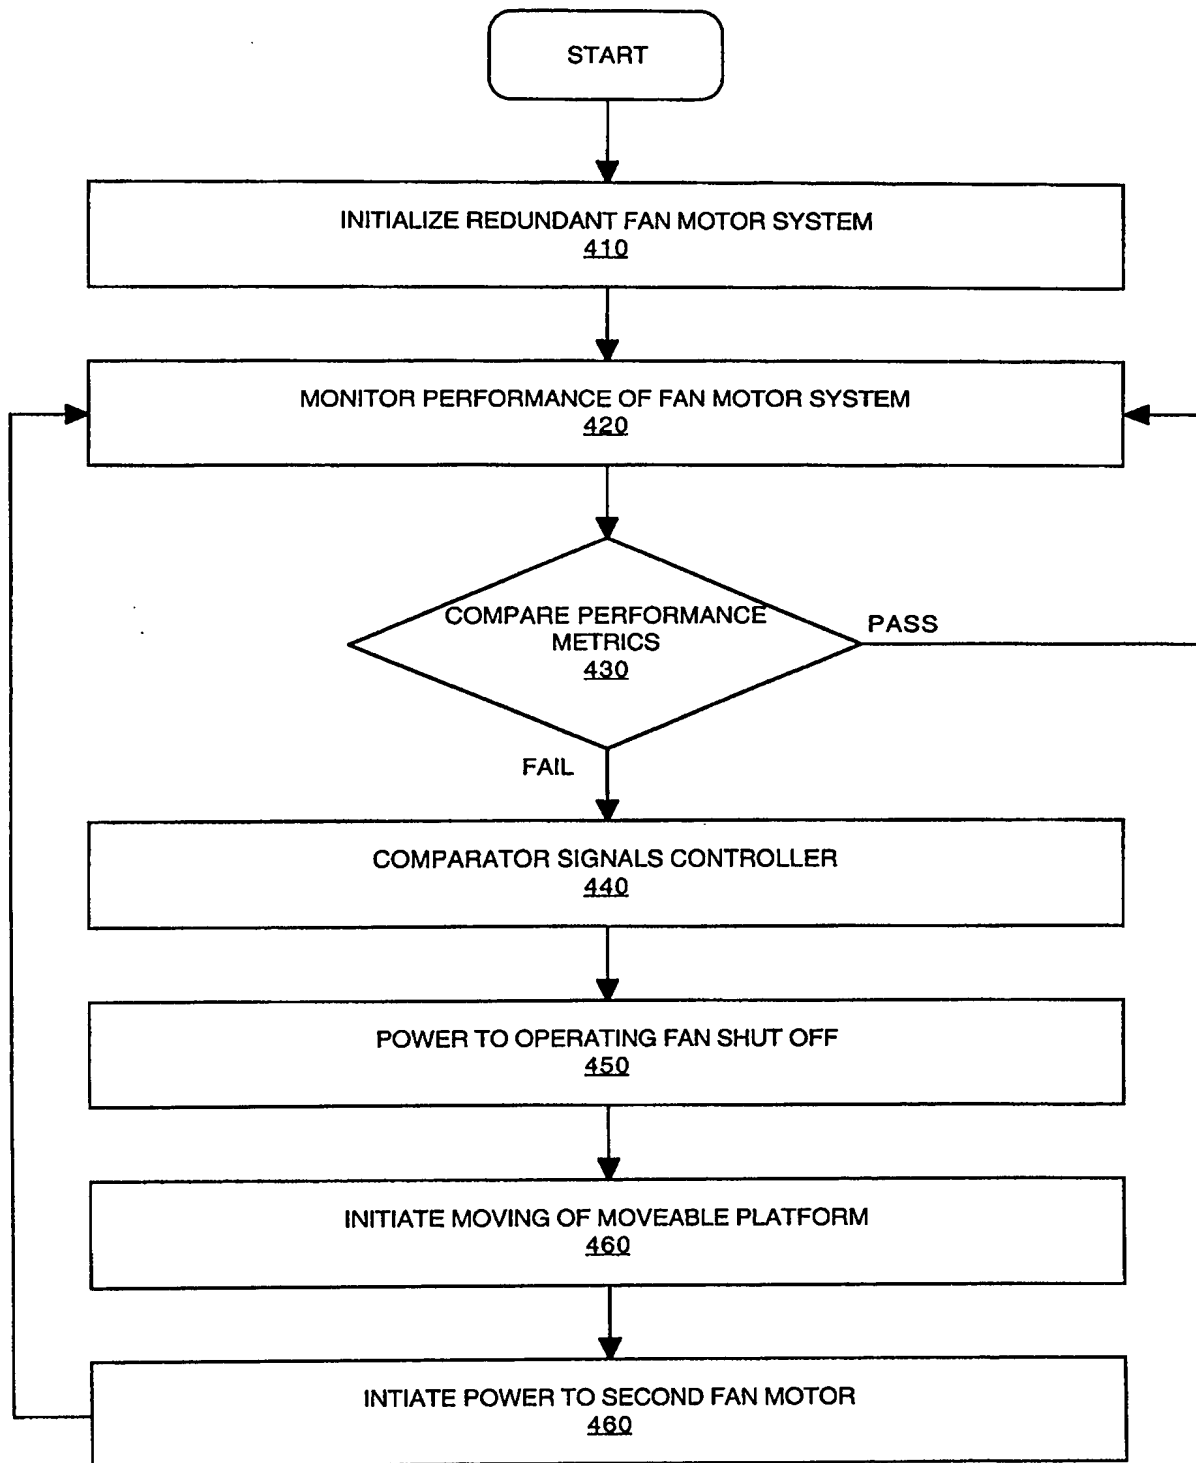 START
INITIALIZE REDUNDANT FAN MOTOR SYSTEM
410
MONITOR PERFORMANCE OF FAN MOTOR SYSTEM
420
COMPARE PERFORMANCE
METRICS
430
PASS
FAIL
COMPARATOR SIGNALS CONTROLLER
440
POWER TO OPERATING FAN SHUT OFF
450
INITIATE MOVING OF MOVEABLE PLATFORM
460
INTIATE POWER TO SECOND FAN MOTOR
460